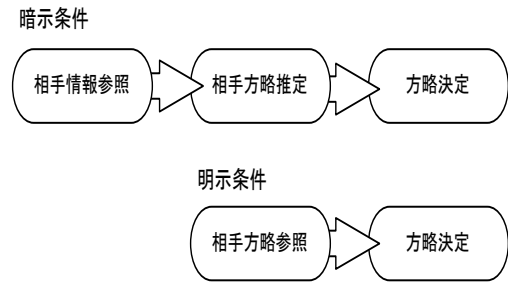 暗示条件
相手情報参照
相手方略推定
方略決定
明示条件
相手方略参照
方略決定